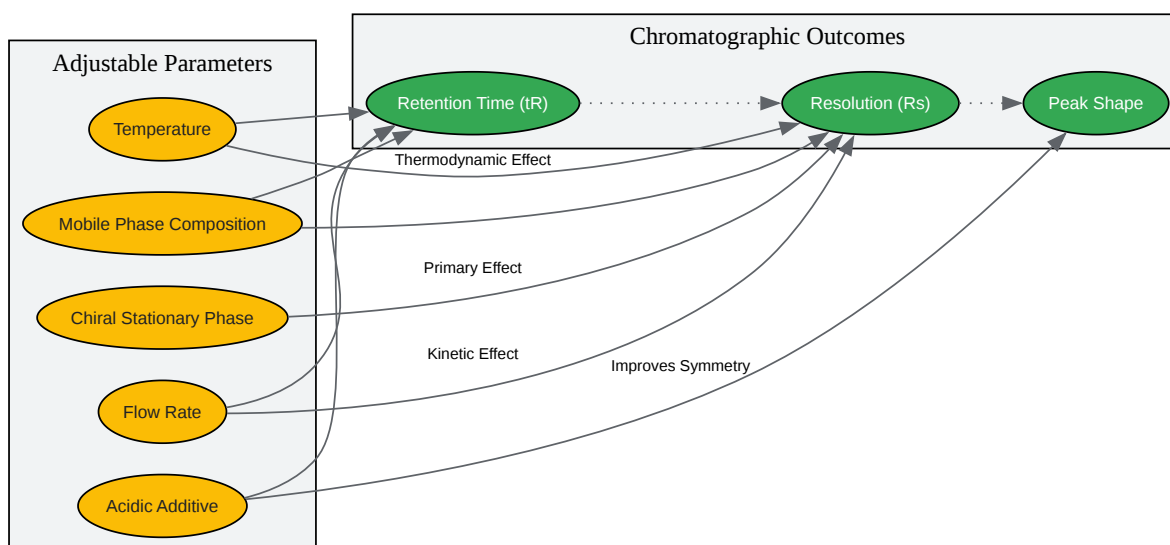 Chromatographic Outcomes
Adjustable Parameters
Retention Time (tR)
Resolution (Rs)
Peak Shape
Temperature
Thermodynamic Effect
Mobile Phase Composition
Primary Effect
Chiral Stationary Phase
Kinetic Effect
Improves Symmetry
Flow Rate
Acidic Additive